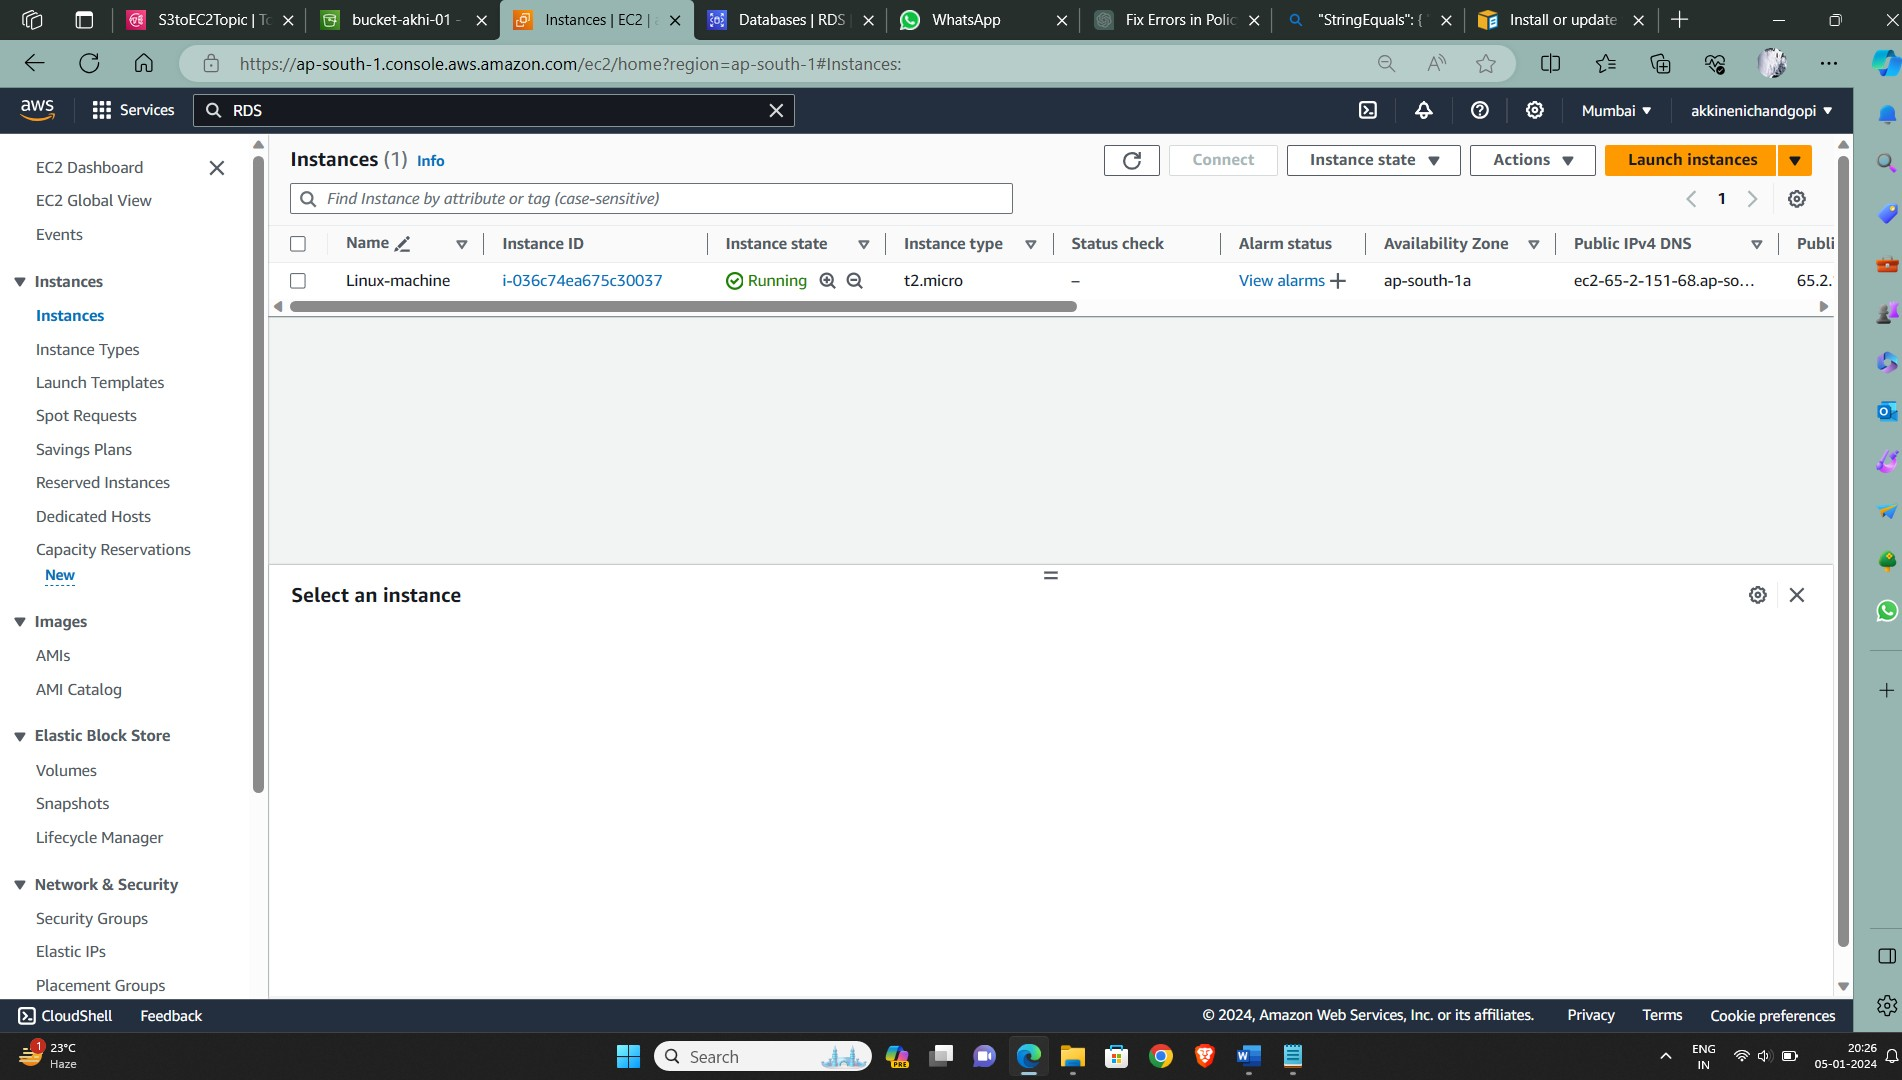 S3toEC2Topic | To
bucket-akhi-01 -
Instances | EC2 |
Databases | RDS
WhatsApp
Fix Errors in Polic
"StringEquals": {
Install or update
https://ap-south-1.console.aws.amazon.com/ec2/home?region=ap-south-1#Instances:
aws
Services
RDS
Mumbai
akkinenichandgopi
EC2 Dashboard
EC2 Global View
Events
Instances
Instances
Instance Types
Launch Templates
Spot Requests
Savings Plans
Reserved Instances
Dedicated Hosts
Capacity Reservations
New
Images
AMIs
AMI Catalog
Elastic Block Store
Volumes
Snapshots
Lifecycle Manager
Network & Security
Security Groups
Elastic IPs
Placement Groups
Instances (1) Info
Connect
Instance state
Actions
Launch instances
Find Instance by attribute or tag (case-sensitive)
1
Name Instance ID Instance state Instance type Status check Alarm status Availability Zone Public IPv4 DNS Publi
Linux-machine i-036c74ea675c30037 Running t2.micro – View alarms + ap-south-1a ec2-65-2-151-68.ap-so... 65.2.
Select an instance
CloudShell Feedback © 2024, Amazon Web Services, Inc. or its affiliates. Privacy Terms Cookie preferences
1
23°C
Haze
Search
PRE
ENG
IN
20:26
05-01-2024